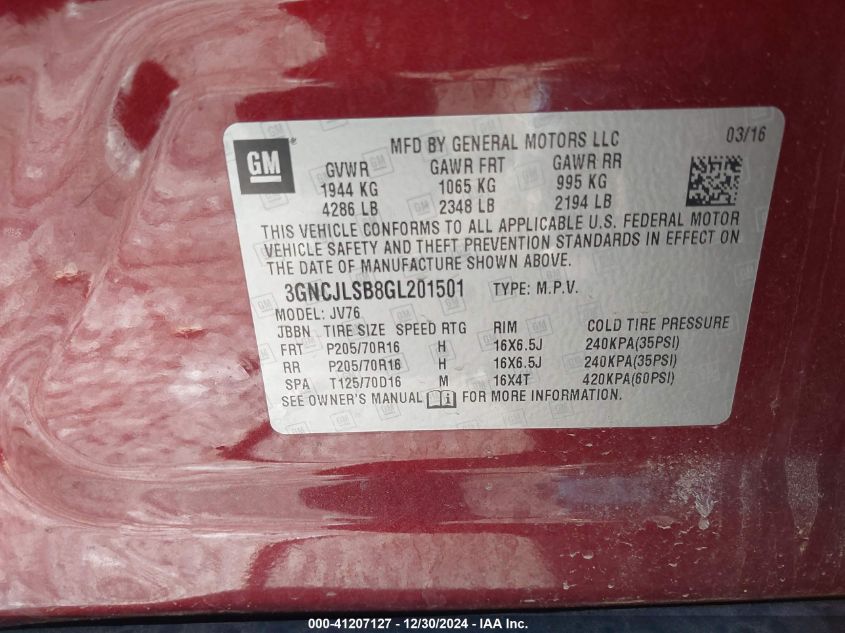 GM
MFD BY GENERAL MOTORS LLC 03/16
GVWR GAWR FRT GAWR RR
1944 KG 1065 KG 995 KG
4286 LB 2348 LB 2194 LB
THIS VEHICLE CONFORMS TO ALL APPLICABLE U.S. FEDERAL MOTOR
VEHICLE SAFETY AND THEFT PREVENTION STANDARDS IN EFFECT ON
THE DATE OF MANUFACTURE SHOWN ABOVE.
3GNCJLSB8GL201501 TYPE: M.P.V.
MODEL: JV76
JBBN TIRE SIZE SPEED RTG RIM COLD TIRE PRESSURE
FRT P205/70R16 H 16X6.5J 240KPA(35PSI)
RR P205/70R16 H 16X6.5J 240KPA(35PSI)
SPA T125/70D16 M 16X4T 420KPA(60PSI)
SEE OWNER'S MANUAL FOR MORE INFORMATION.
000-41207127 - 12/30/2024 - IAA Inc.